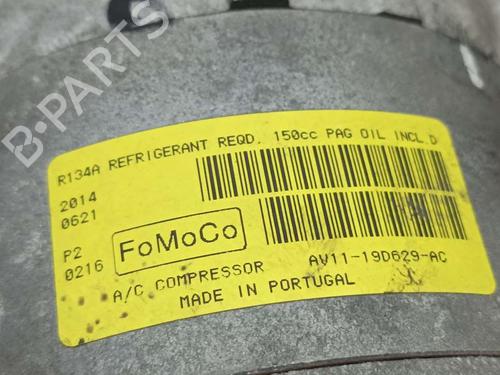 B-PARTS
R134A REFRIGERANT REQD. 150cc PAG OIL INCL.D
2014
0621
P2
0216
FoMoCo
A/C COMPRESSOR AV11-19D629-AC
MADE IN PORTUGAL